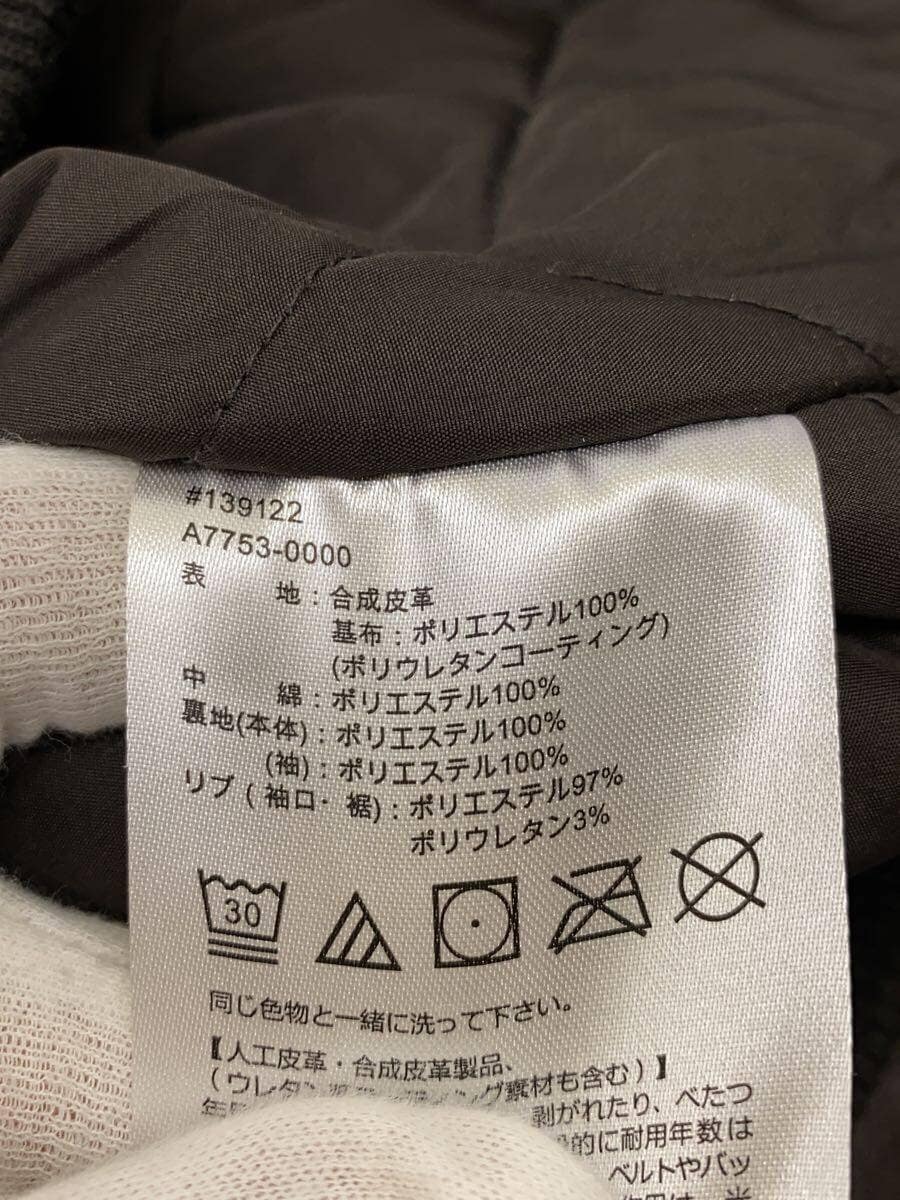 #139122
A7753-0000
表 地：合成皮革
基布：ポリエステル100%
(ポリウレタンコーティング)
中 綿：ポリエステル100%
裏地(本体)：ポリエステル100%
(袖)：ポリエステル100%
リブ(袖口・裾)：ポリエステル97%
ポリウレタン3%
30
同じ色物と一緒に洗って下さい。
【人工皮革・合成皮革製品、
(ウレタン グ素材も含む)】
剥がれたり、べたつ
的に耐用年数は
ベルトやバッ